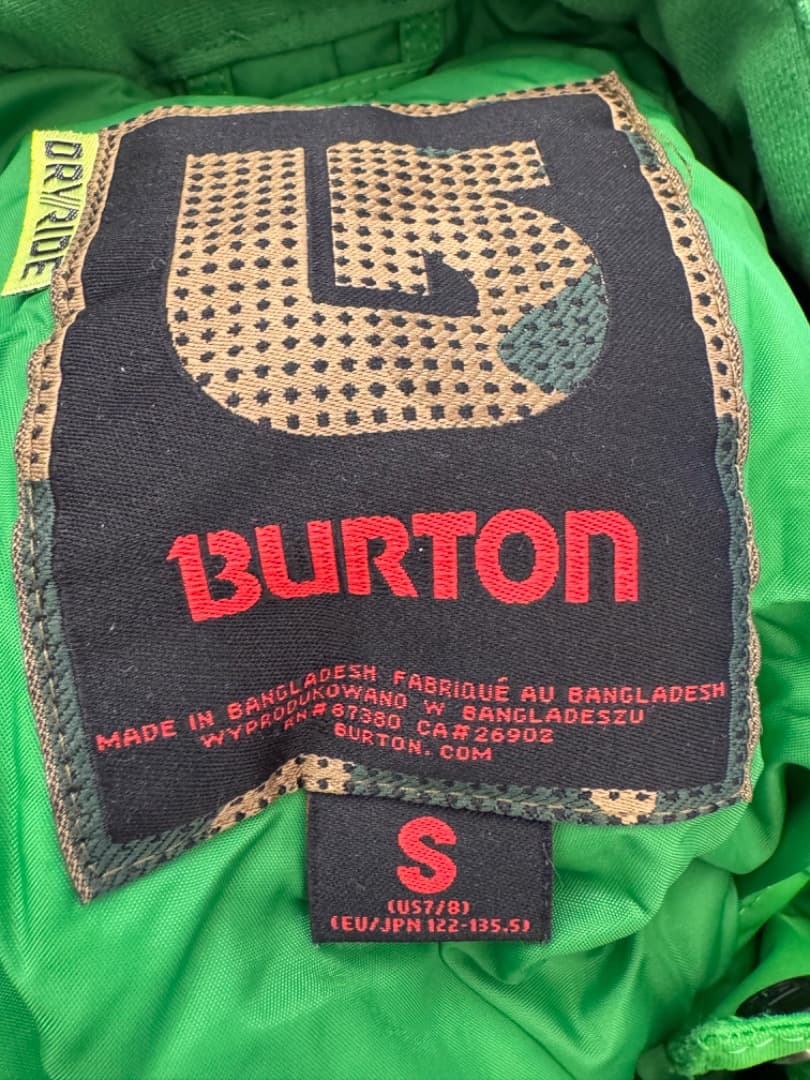 DRY//RIDE
BURTON
MADE IN BANGLADESH FABRIQUÉ AU BANGLADESH
WYPRODUKOWANO W BANGLADESZU
RN#67380 CA#26902
BURTON.COM
S
(US7/8)
(EU/JPN 122-135.5)